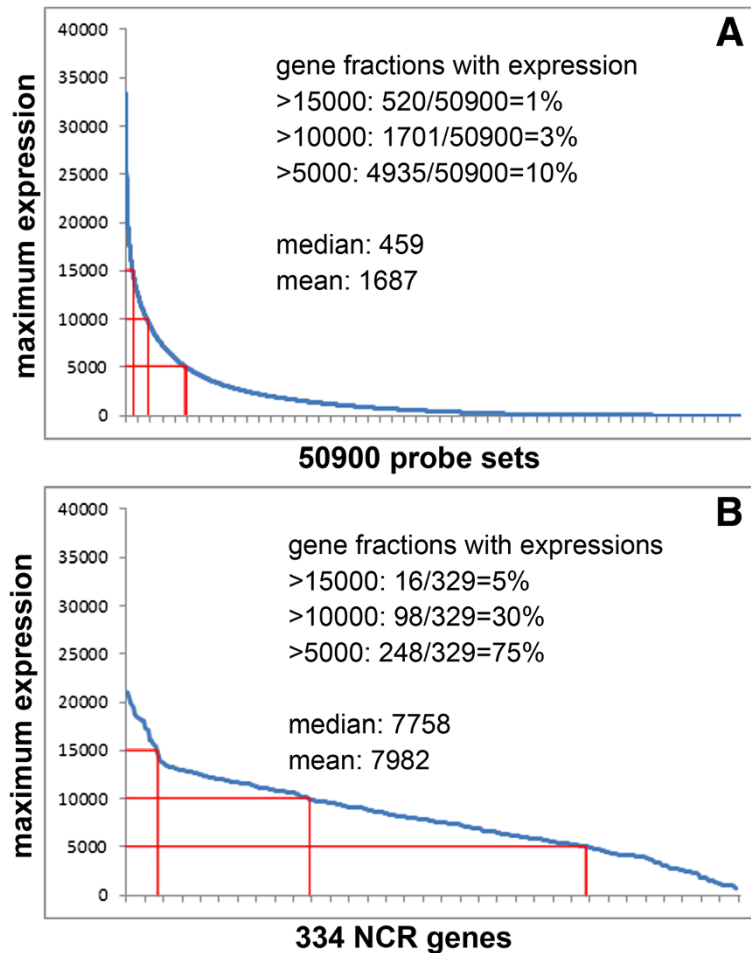 A
gene fractions with expression
>15000: 520/50900=1%
>10000: 1701/50900=3%
>5000: 4935/50900=10%
median: 459
mean: 1687
maximum expression
40000
35000
30000
25000
20000
15000
10000
5000
0
50900 probe sets
B
gene fractions with expressions
>15000: 16/329=5%
>10000: 98/329=30%
>5000: 248/329=75%
median: 7758
mean: 7982
maximum expression
40000
35000
30000
25000
20000
15000
10000
5000
0
334 NCR genes